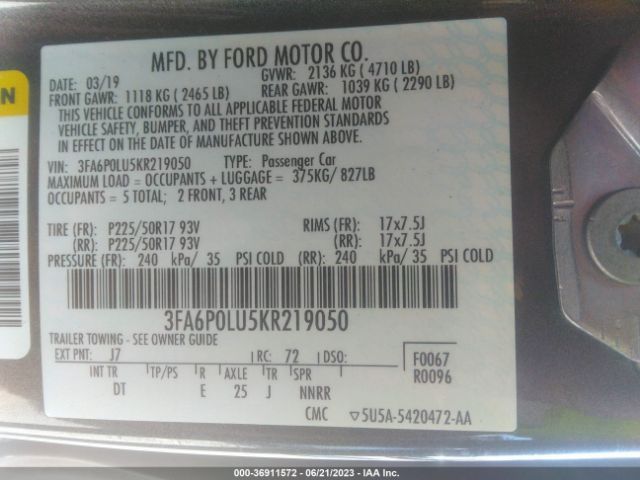 MFD. BY FORD MOTOR CO.
DATE: 03/19 GVWR: 2136 KG ( 4710 LB)
FRONT GAWR: 1118 KG ( 2465 LB) REAR GAWR: 1039 KG ( 2290 LB)
THIS VEHICLE CONFORMS TO ALL APPLICABLE FEDERAL MOTOR
VEHICLE SAFETY, BUMPER, AND THEFT PREVENTION STANDARDS
IN EFFECT ON THE DATE OF MANUFACTURE SHOWN ABOVE.
VIN: 3FA6P0LU5KR219050 TYPE: Passenger Car
MAXIMUM LOAD = OCCUPANTS + LUGGAGE = 375KG/ 827LB
OCCUPANTS = 5 TOTAL; 2 FRONT, 3 REAR
TIRE (FR): P225/50R17 93V RIMS (FR): 17x7.5J
(RR): P225/50R17 93V (RR): 17x7.5J
PRESSURE (FR): 240 kPa/ 35 PSI COLD (RR): 240 kPa/ 35 PSI COLD
3FA6P0LU5KR219050
TRAILER TOWING - SEE OWNER GUIDE
EXT PNT: J7 RC: 72 DSO: F0067
INT TR TP/PS R AXLE TR SPR R0096
DT E 25 J NNRR
CMC ▽5U5A-5420472-AA
000-36911572 - 06/21/2023 - IAA Inc.